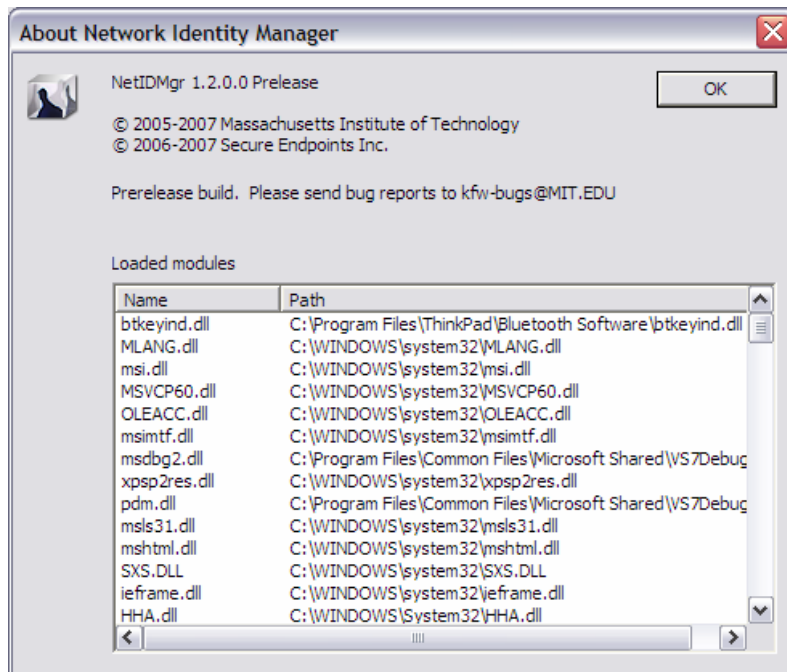 About Network Identity Manager
NetIDMgr 1.2.0.0 Prelease
OK
© 2005-2007 Massachusetts Institute of Technology
© 2006-2007 Secure Endpoints Inc.
Prerelease build.  Please send bug reports to kfw-bugs@MIT.EDU
Loaded modules
Name Path
btkeyind.dll C:\Program Files\ThinkPad\Bluetooth Software\btkeyind.dll
MLANG.dll C:\WINDOWS\system32\MLANG.dll
msi.dll C:\WINDOWS\system32\msi.dll
MSVCP60.dll C:\WINDOWS\system32\MSVCP60.dll
OLEACC.dll C:\WINDOWS\system32\OLEACC.dll
msimtf.dll C:\WINDOWS\system32\msimtf.dll
msdbg2.dll C:\Program Files\Common Files\Microsoft Shared\VS7Debug
xpsp2res.dll C:\WINDOWS\system32\xpsp2res.dll
pdm.dll C:\Program Files\Common Files\Microsoft Shared\VS7Debug
msls31.dll C:\WINDOWS\system32\msls31.dll
mshtml.dll C:\WINDOWS\system32\mshtml.dll
SXS.DLL C:\WINDOWS\system32\SXS.DLL
ieframe.dll C:\WINDOWS\system32\ieframe.dll
HHA.dll C:\WINDOWS\System32\HHA.dll